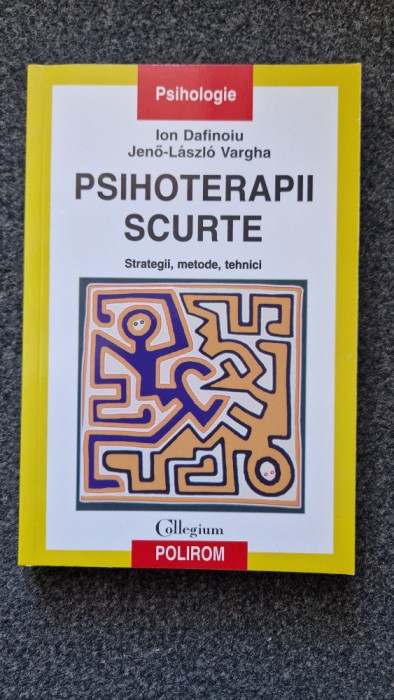 Psihologie
Ion Dafinoiu
Jenő-László Vargha
PSIHOTERAPII
SCURTE
Strategii, metode, tehnici
Collegium
POLIROM